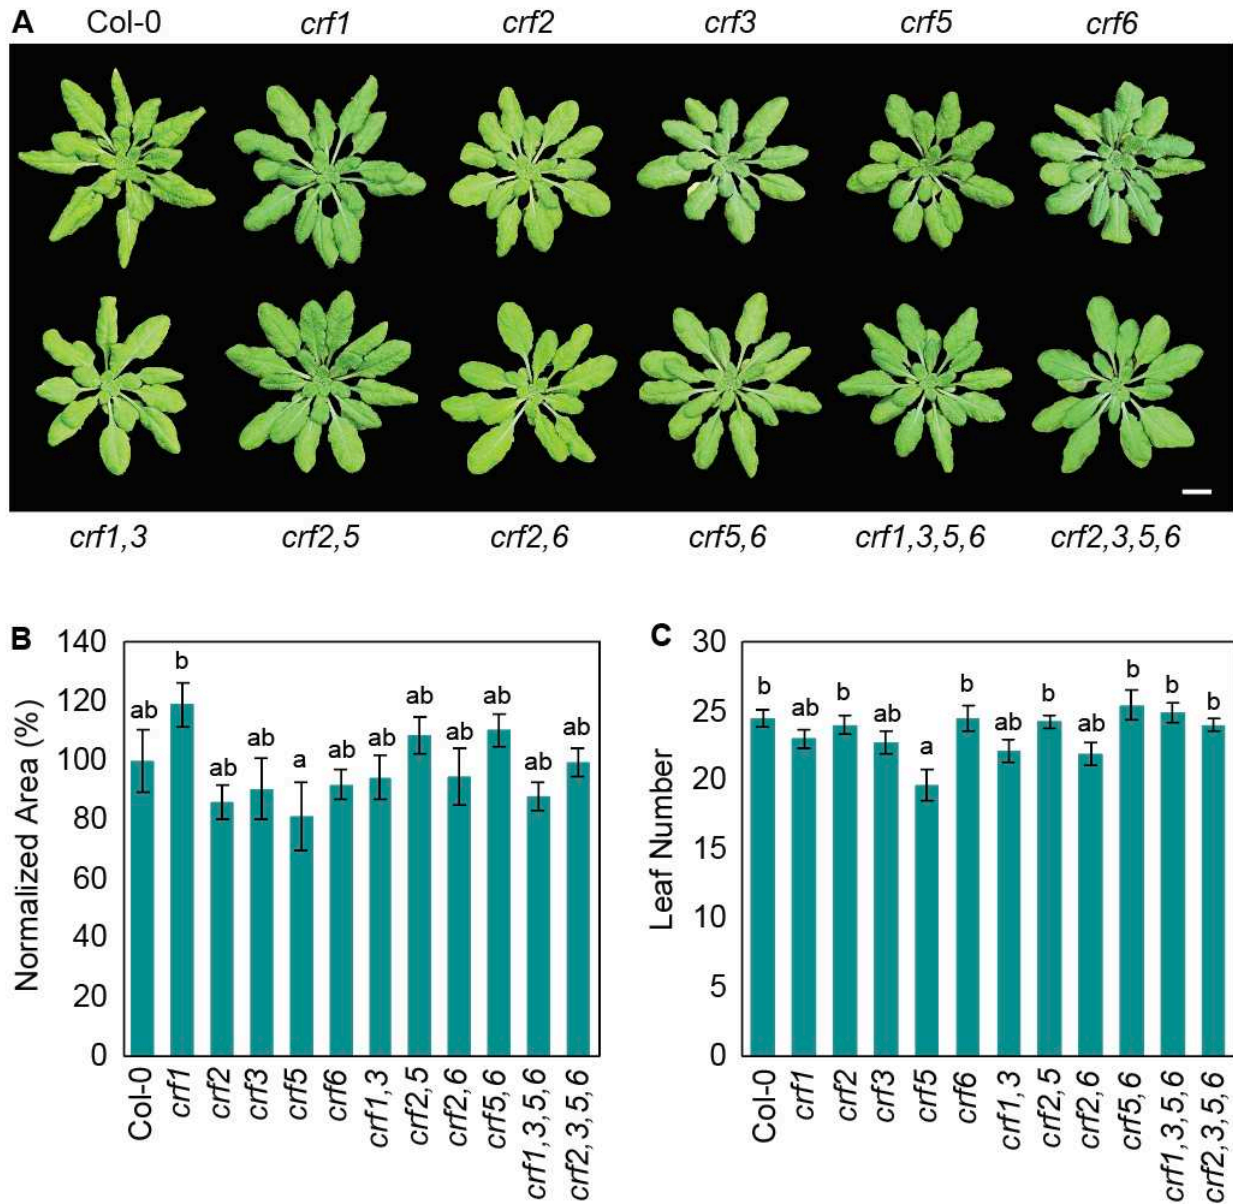 A Col-0 crf1 crf2 crf3 crf5 crf6
crf1,3 crf2,5 crf2,6 crf5,6 crf1,3,5,6 crf2,3,5,6
B
Normalized Area (%)
140
120
100
80
60
40
20
0
ab b ab ab a ab ab ab ab ab ab ab
Col-0 crf1 crf2 crf3 crf5 crf6 crf1,3 crf2,5 crf2,6 crf5,6 crf1,3,5,6 crf2,3,5,6
C
Leaf Number
30
25
20
15
10
5
0
b ab b ab a b ab b ab b b b
Col-0 crf1 crf2 crf3 crf5 crf6 crf1,3 crf2,5 crf2,6 crf5,6 crf1,3,5,6 crf2,3,5,6